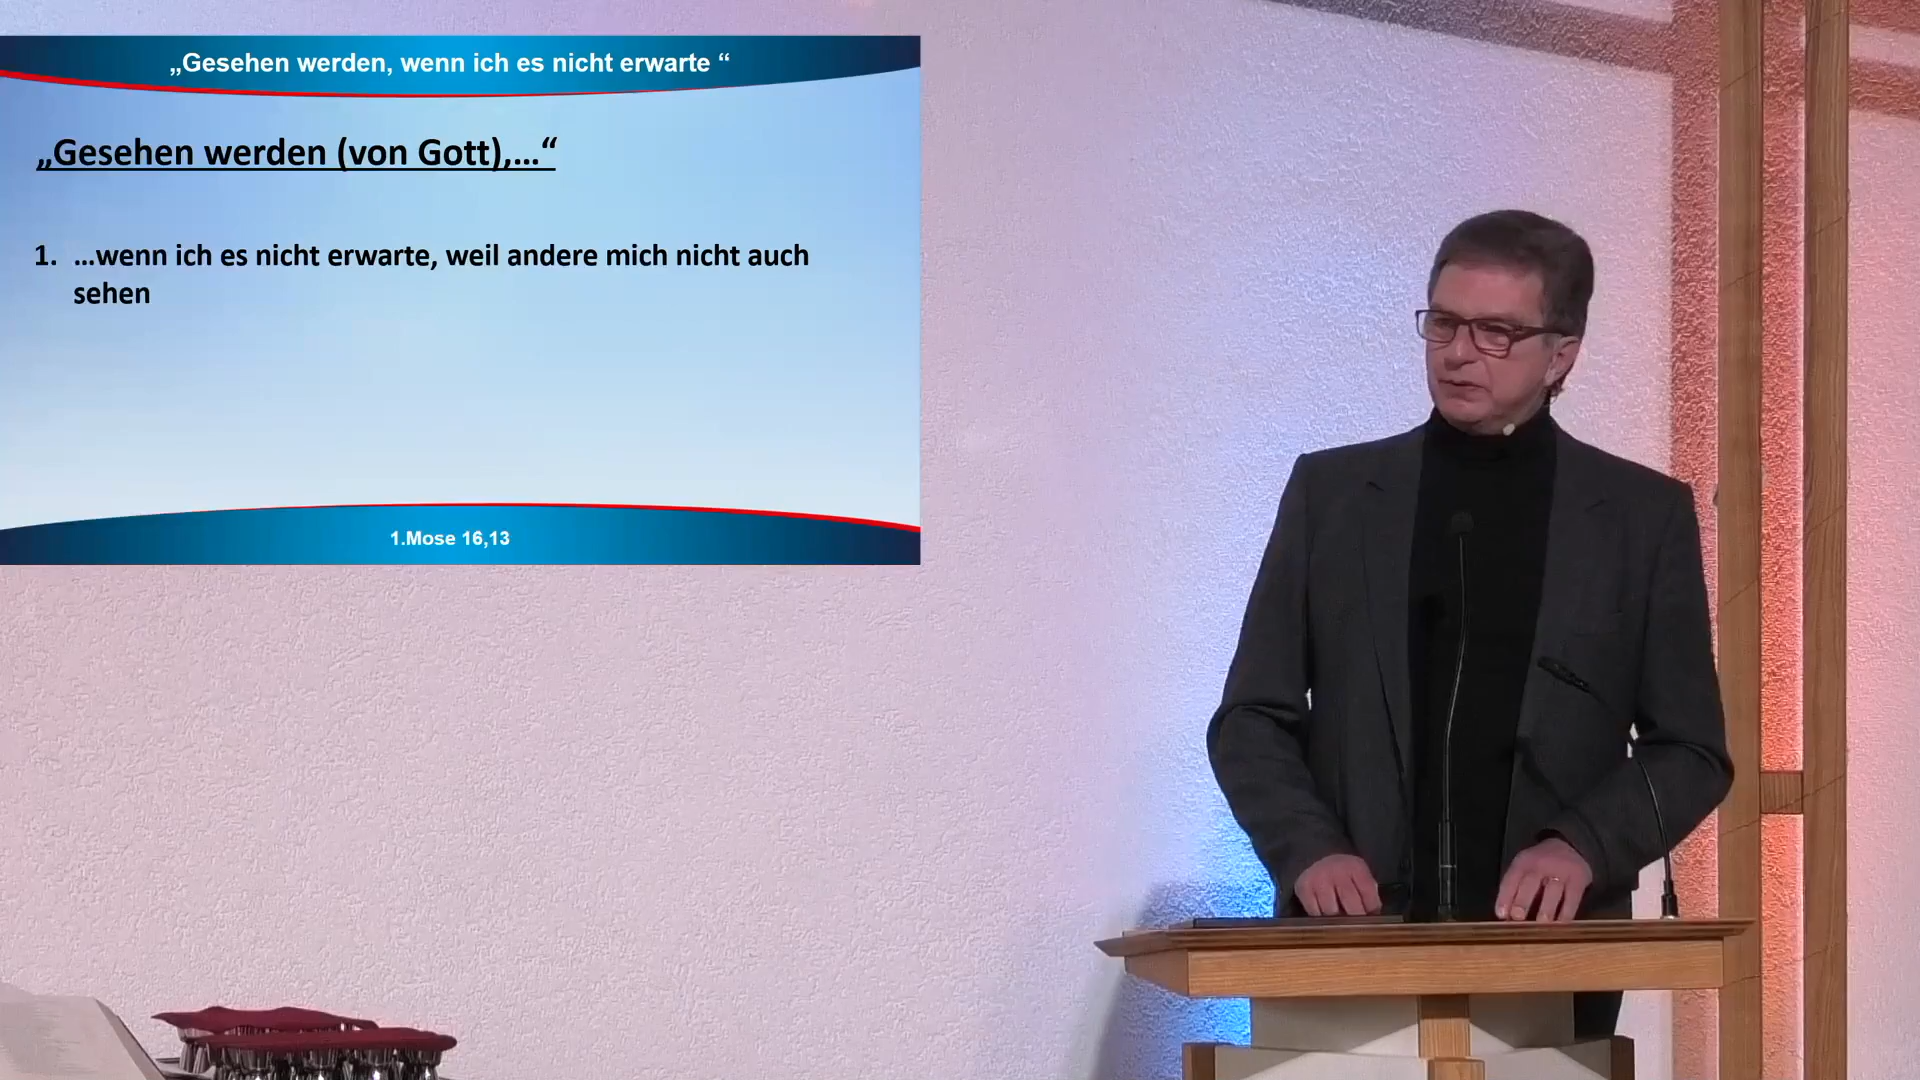 „Gesehen werden, wenn ich es nicht erwarte “
„Gesehen werden (von Gott),...“
1. ...wenn ich es nicht erwarte, weil andere mich nicht auch
sehen
1.Mose 16,13